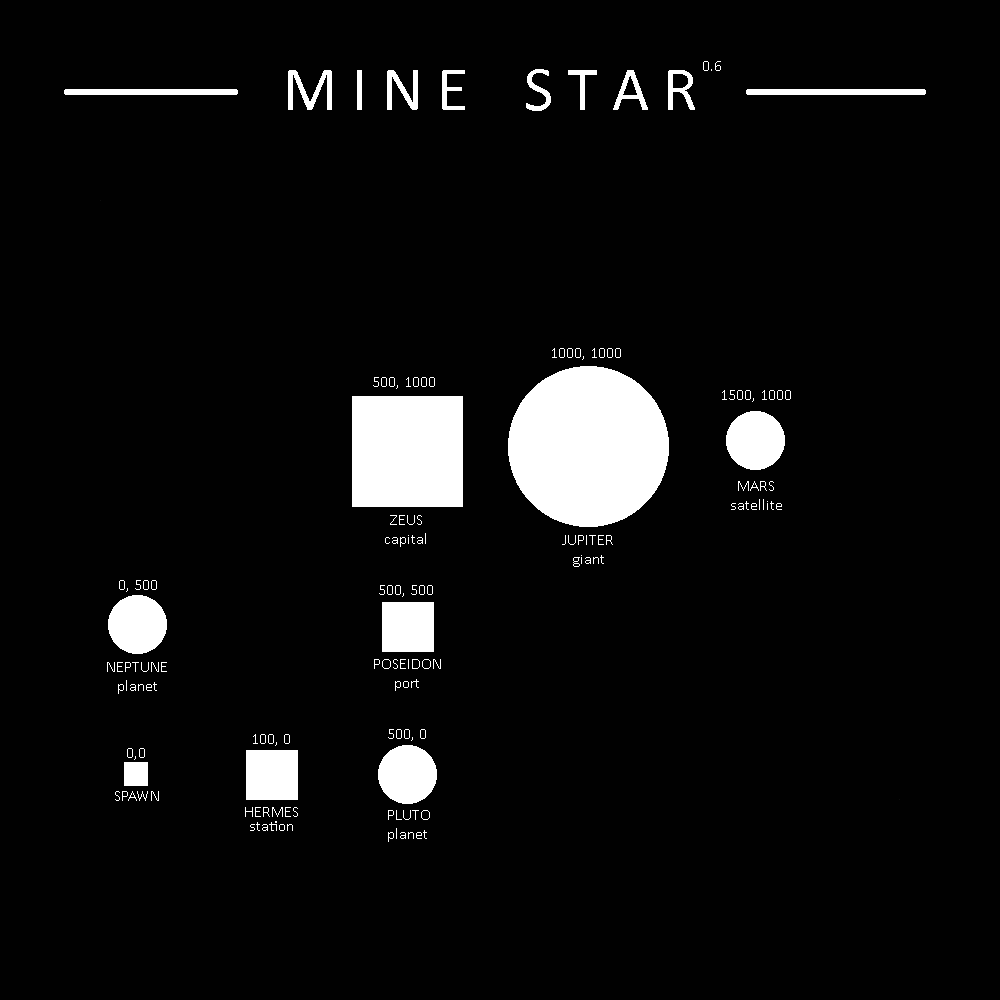 MINE STAR 0.6
1000, 1000
500, 1000
1500, 1000
MARS
satellite
ZEUS
capital
JUPITER
giant
0, 500
500, 500
NEPTUNE
planet
POSEIDON
port
0,0
SPAWN
100, 0
HERMES
station
500, 0
PLUTO
planet